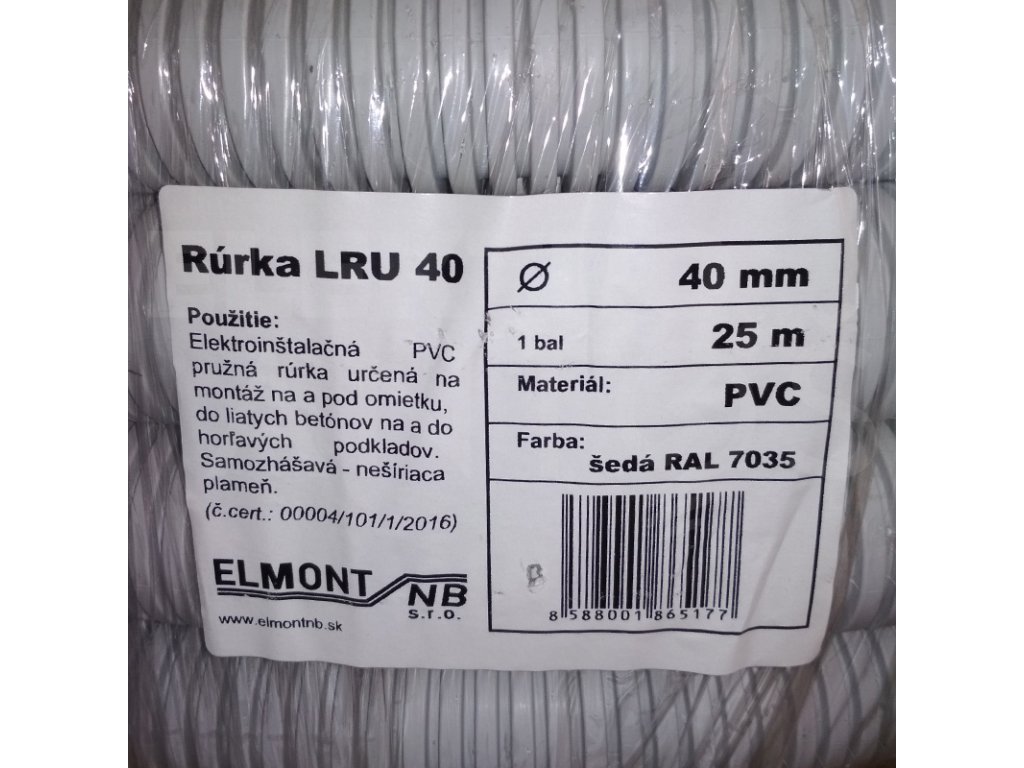 Rúrka LRU 40
Použitie:
Elektroinštalačná PVC
pružná rúrka určená na
montáž na a pod omietku,
do liatych betónov na a do
horľavých podkladov.
Samozhášavá - nešíriaca
plameň.
(č.cert.: 00004/101/1/2016)
ELMONT NB
s.r.o.
www.elmontnb.sk
Ø 40 mm
1 bal 25 m
Materiál: PVC
Farba:
šedá RAL 7035
8 588001 865177